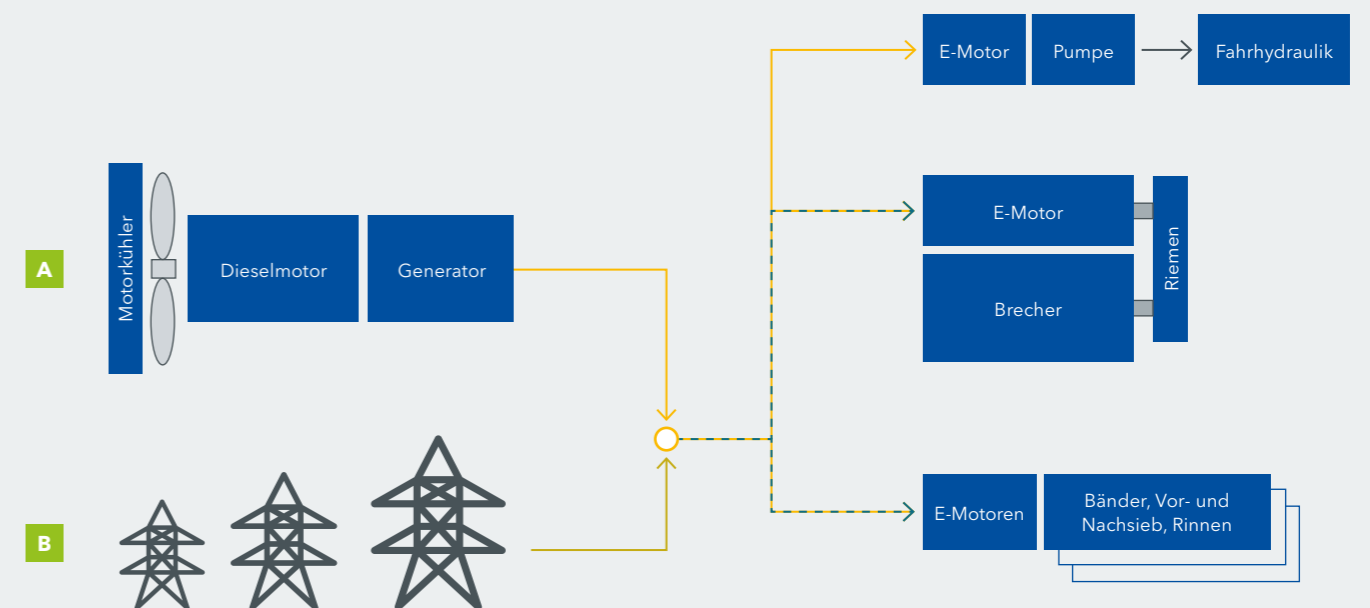 E-Motor
Pumpe
Fahrhydraulik
A
Motorkühler
Dieselmotor
Generator
E-Motor
Brecher
Riemen
B
E-Motoren
Bänder, Vor- und
Nachsieb, Rinnen